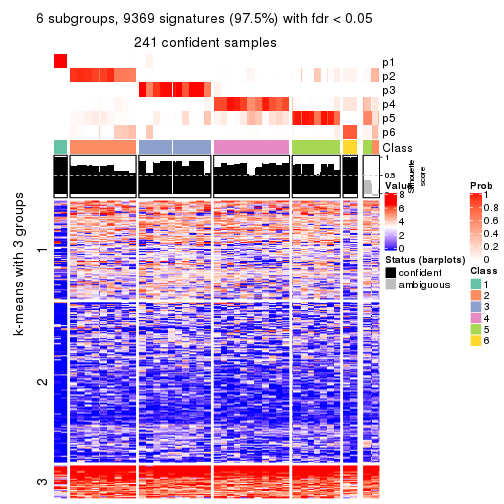 6 subgroups, 9369 signatures (97.5%) with fdr < 0.05
241 confident samples
p1
p2
p3
p4
p5
p6
Class
1
0.5
0
Silhouette
score
k-means with 3 groups
1
2
3
Value
8
6
4
2
0
Status (barplots)
confident
ambiguous
Prob
1
0.8
0.6
0.4
0.2
0
Class
1
2
3
4
5
6